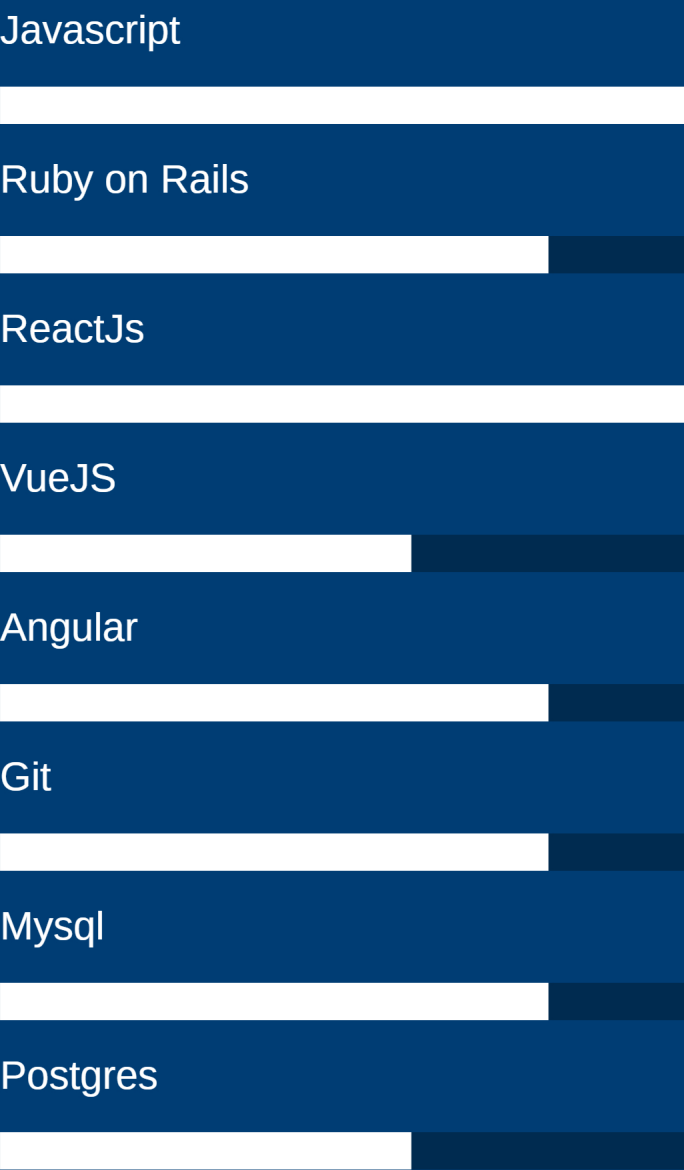 Javascript
Ruby on Rails
ReactJs
VueJS
Angular
Git
Mysql
Postgres